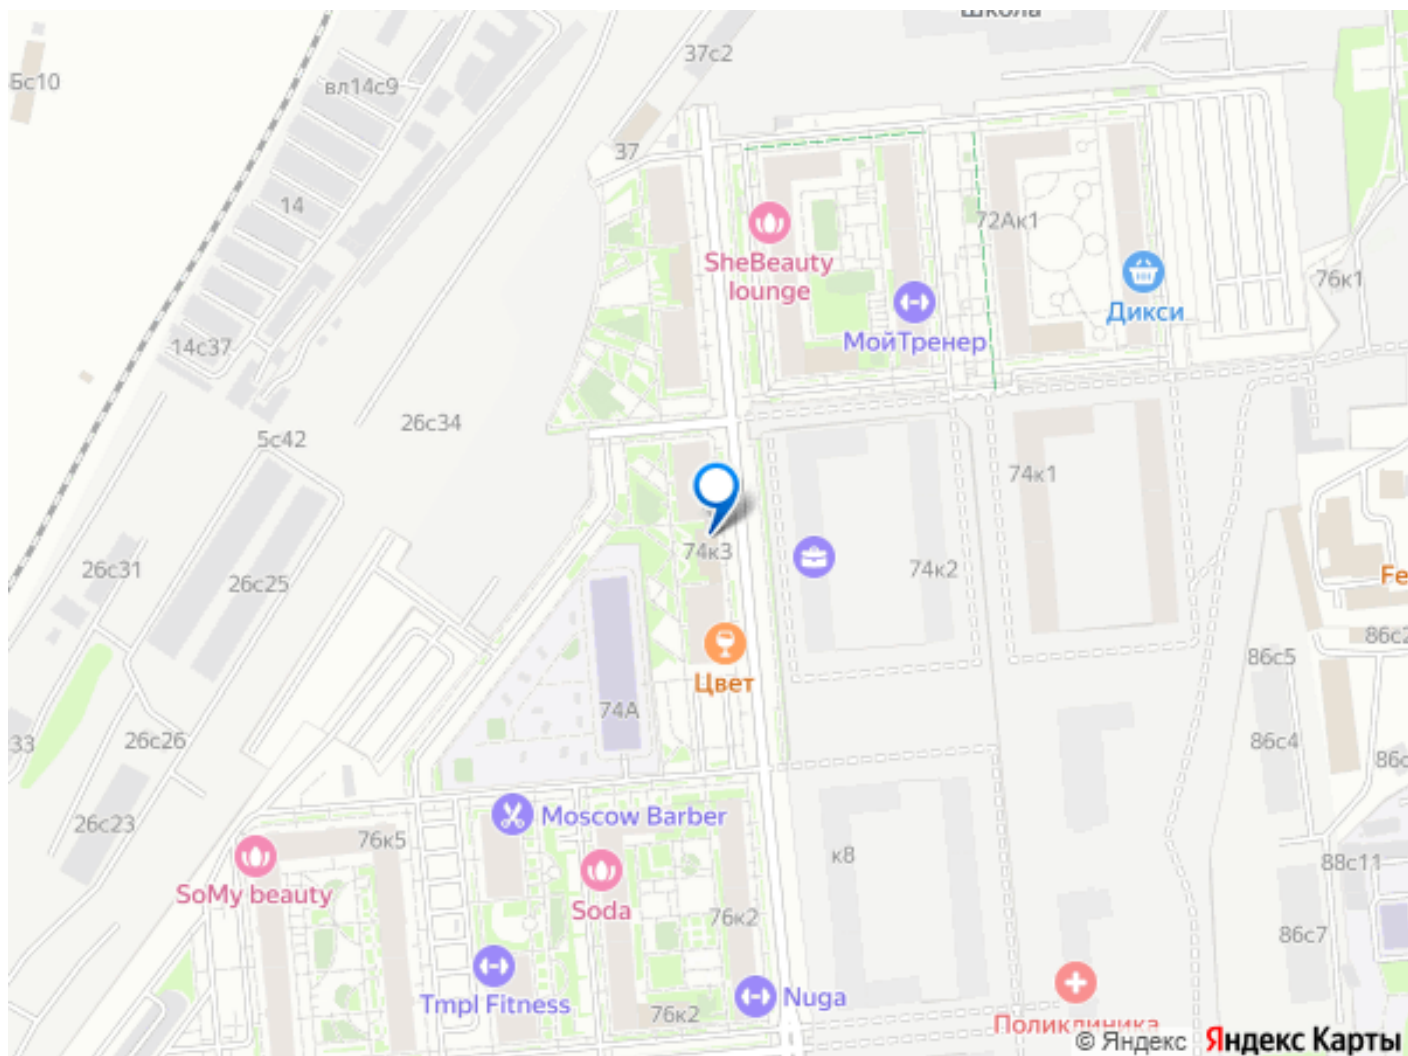 Школа
37с2
5с10
вл14с9
37
14
72Ак1
SheBeauty
lounge
76к1
МойТренер
Дикси
14с37
26с34
5с42
74к1
74к3
26с31
26с25
74к2
Fe
86с2
86с5
Цвет
74А
33
26с26
86с4
86с
26с23
Moscow Barber
76к5
к8
88с11
SoMy beauty
Soda
76к2
86с7
Tmpl Fitness
Nuga
76к2
Поликлиника
© Яндекс Яндекс Карты